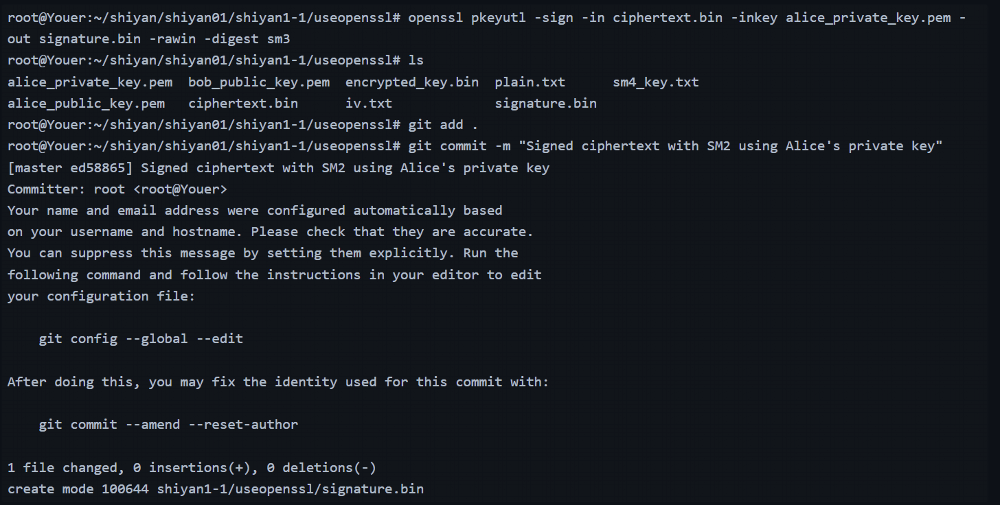 root@Youer:~/shiyan/shiyan01/shiyan1-1/useopenssl# openssl pkeyutl -sign -in ciphertext.bin -inkey alice_private_key.pem -
out signature.bin -rawin -digest sm3
root@Youer:~/shiyan/shiyan01/shiyan1-1/useopenssl# ls
alice_private_key.pem  bob_public_key.pem  encrypted_key.bin  plain.txt      sm4_key.txt
alice_public_key.pem   ciphertext.bin      iv.txt             signature.bin
root@Youer:~/shiyan/shiyan01/shiyan1-1/useopenssl# git add .
root@Youer:~/shiyan/shiyan01/shiyan1-1/useopenssl# git commit -m "Signed ciphertext with SM2 using Alice's private key"
[master ed58865] Signed ciphertext with SM2 using Alice's private key
Committer: root <root@Youer>
Your name and email address were configured automatically based
on your username and hostname. Please check that they are accurate.
You can suppress this message by setting them explicitly. Run the
following command and follow the instructions in your editor to edit
your configuration file:
    git config --global --edit
After doing this, you may fix the identity used for this commit with:
    git commit --amend --reset-author
1 file changed, 0 insertions(+), 0 deletions(-)
create mode 100644 shiyan1-1/useopenssl/signature.bin